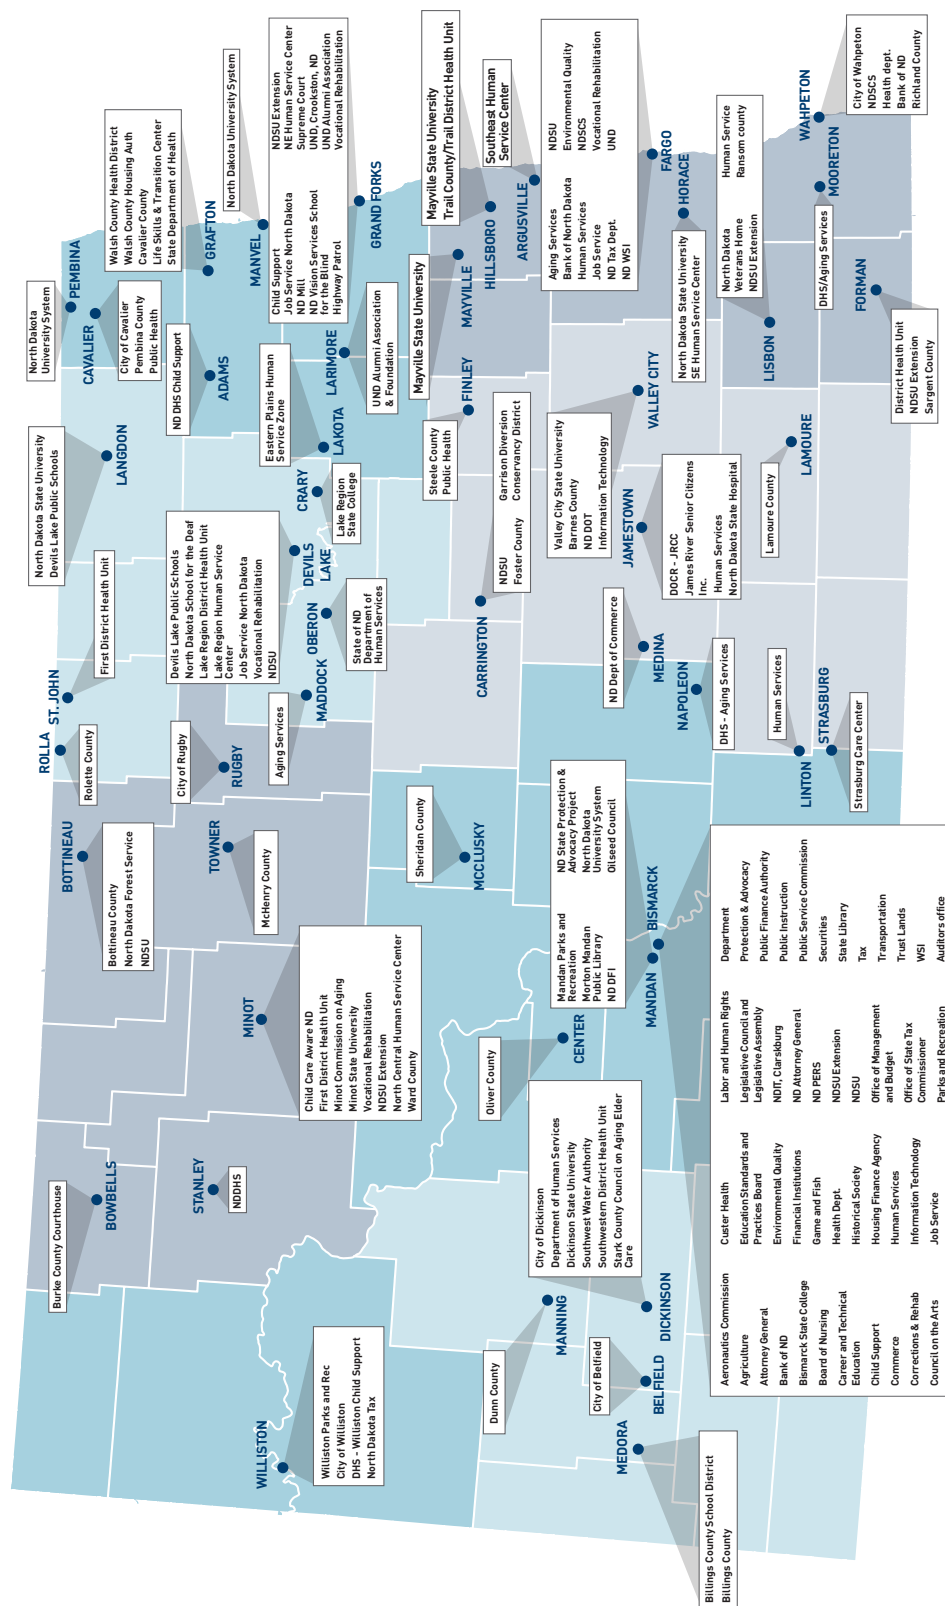 WILLISTON
Williston Parks and Rec
City of Williston
DHS - Williston Child Support
North Dakota Tax
Burke County Courthouse
BOWBELLS
STANLEY
NDDHS
MINOT
Child Care Aware ND
First District Health Unit
Minot Commission on Aging
Minot State University
Vocational Rehabilitation
NDSU Extension
North Central Human Service Center
Ward County
BOTTINEAU
Bottineau County
North Dakota Forest Service
NDSU
TOWNER
McHenry County
City of Rugby
RUGBY
ROLLA
Rolette County
ST. JOHN
First District Health Unit
North Dakota State University
Devils Lake Public Schools
LANGDON
North Dakota
University System
PEMBINA
CAVALIER
City of Cavalier
Pembina County
Public Health
Walsh County Health District
Walsh County Housing Auth
Cavalier County
Life Skills & Transition Center
State Department of Health
GRAFTON
ND DHS Child Support
ADAMS
North Dakota University System
MANVEL
Devils Lake Public Schools
North Dakota School for the Deaf
Lake Region District Health Unit
Lake Region Human Service
Center
Job Service North Dakota
Vocational Rehabilitation
NDSU
DEVILS
LAKE
Aging Services
MADDOCK
OBERON
State of ND
Department of
Human Services
CRARY
Lake Region
State College
Eastern Plains Human
Service Zone
LAKOTA
LARIMORE
UND Alumni Association
& Foundation
Child Support
Job Service North Dakota
ND Mill
ND Vision Services School
for the Blind
Highway Patrol
NDSU Extension
NE Human Service Center
Supreme Court
UND, Crookston, ND
UND Alumni Association
Vocational Rehabilitation
GRAND FORKS
Sheridan County
MCCLUSKY
CARRINGTON
NDSU
Foster County
Garrison Diversion
Conservancy District
Steele County
Public Health
FINLEY
Mayville State University
MAYVILLE
Mayville State University
Trail County/Trail District Health Unit
HILLSBORO
Southeast Human
Service Center
ARGUSVILLE
Aging Services
Bank of North Dakota
Human Services
Job Service
ND Tax Dept.
ND WSI
NDSU
Environmental Quality
NDSCS
Vocational Rehabilitation
UND
FARGO
HORACE
North Dakota State University
SE Human Service Center
Dunn County
MANNING
City of Belfield
BELFIELD
MEDORA
Billings County School District
Billings County
City of Dickinson
Department of Human Services
Dickinson State University
Southwest Water Authority
Southwestern District Health Unit
Stark County Council on Aging Elder
Care
DICKINSON
Oliver County
CENTER
Mandan Parks and
Recreation
Morton Mandan
Public Library
ND DFI
ND State Protection &
Advocacy Project
North Dakota
University System
Oilseed Council
MANDAN
BISMARCK
Aeronautics Commission
Agriculture
Attorney General
Bank of ND
Bismarck State College
Board of Nursing
Career and Technical
Education
Child Support
Commerce
Corrections & Rehab
Council on the Arts
Custer Health
Education Standards and
Practices Board
Environmental Quality
Financial Institutions
Game and Fish
Health Dept.
Historical Society
Housing Finance Agency
Human Services
Information Technology
Job Service
Labor and Human Rights
Legislative Council and
Legislative Assembly
NDIT, Clarsburg
ND Attorney General
ND PERS
NDSU Extension
NDSU
Office of Management
and Budget
Office of State Tax
Commissioner
Parks and Recreation
Department
Protection & Advocacy
Public Finance Authority
Public Instruction
Public Service Commission
Securities
State Library
Tax
Transportation
Trust Lands
WSI
Auditors office
ND Dept of Commerce
MEDINA
NAPOLEON
DHS - Aging Services
Human Services
LINTON
STRASBURG
Strasburg Care Center
Valley City State University
Barnes County
ND DOT
Information Technology
VALLEY CITY
JAMESTOWN
DOCR - JRCC
James River Senior Citizens
Inc.
Human Services
North Dakota State Hospital
Lamoure County
LAMOURE
North Dakota
Veterans Home
NDSU Extension
Human Service
Ransom county
LISBON
City of Wahpeton
NDSCS
Health dept.
Bank of ND
Richland County
WAHPETON
MOORETON
DHS/Aging Services
FORMAN
District Health Unit
NDSU Extension
Sargent County